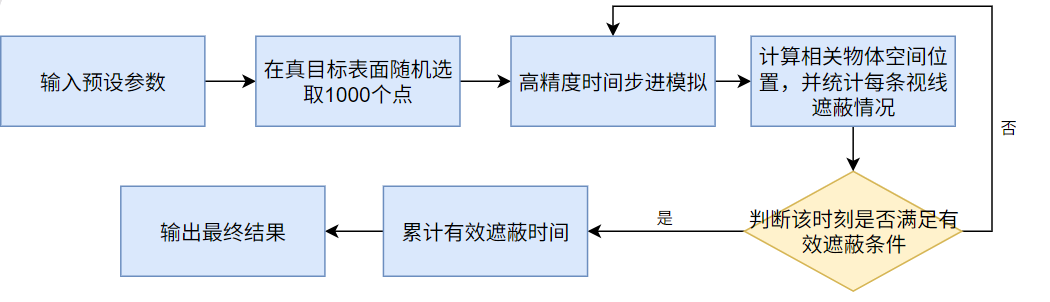 输入预设参数
在真目标表面随机选
取1000个点
高精度时间步进模拟
计算相关物体空间位
置，并统计每条视线
遮蔽情况
否
判断该时刻是否满足有
效遮蔽条件
是
累计有效遮蔽时间
输出最终结果